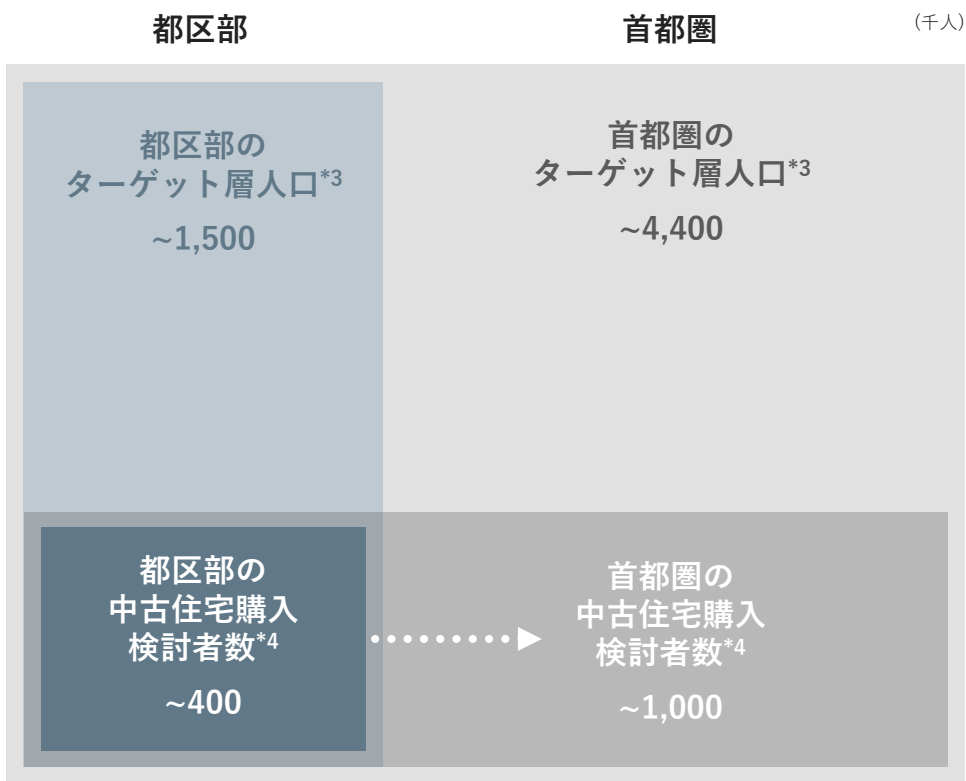 都区部
首都圏
(千人)
都区部の
ターゲット層人口*3
~1,500
首都圏の
ターゲット層人口*3
~4,400
都区部の
中古住宅購入
検討者数*4
~400
首都圏の
中古住宅購入
検討者数*4
~1,000